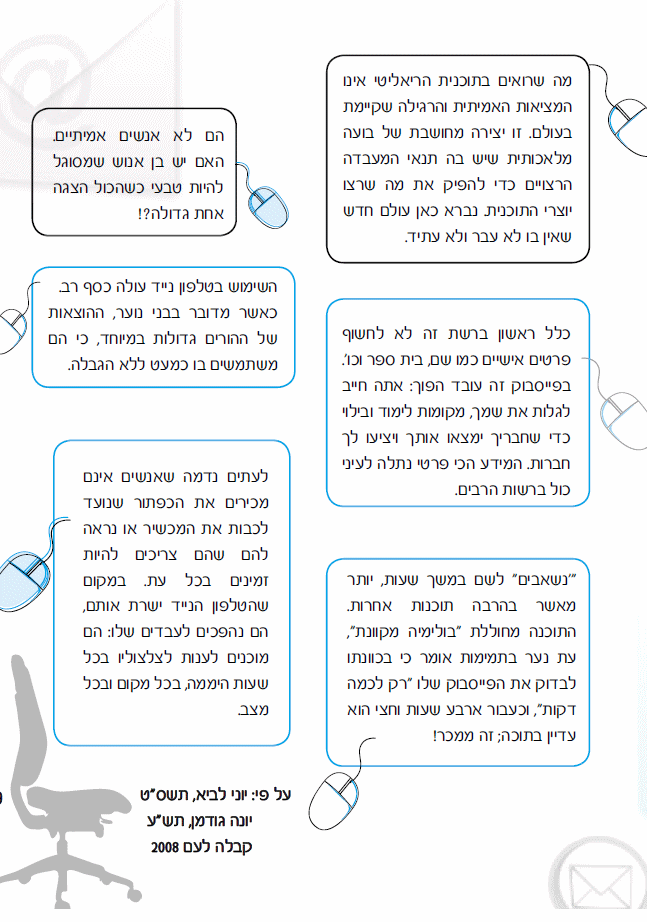 מה שרואים בתוכנית הריאליטי אינו
המציאות האמיתית והרגילה שקיימת
בעולם. זו יצירה מחושבת של בועה
מלאכותית שיש בה תנאי המעבדה
הרצויים כדי להפיק את מה שרצו
יוצרי התוכנית. נברא כאן עולם חדש
שאין בו לא עבר ולא עתיד.
הם לא אנשים אמיתיים.
האם יש בן אנוש שמסוגל
להיות טבעי כשהכול הצגה
אחת גדולה?!
השימוש בטלפון נייד עולה כסף רב.
כאשר מדובר בבני נוער, ההוצאות
של ההורים גדולות במיוחד, כי הם
משתמשים בו כמעט ללא הגבלה.
כלל ראשון ברשת זה לא לחשוף
פרטים אישיים כמו שם, בית ספר וכו'.
בפייסבוק זה עובד הפוך: אתה חייב
לגלות את שמך, מקומות לימוד ובילוי
כדי שחבריך ימצאו אותך ויציעו לך
חברות. המידע הכי פרטי נתלה לעיני
כול ברשות הרבים.
לעתים נדמה שאנשים אינם
מכירים את הכפתור שנועד
לכבות את המכשיר או נראה
להם שהם צריכים להיות
זמינים בכל עת. במקום
שהטלפון הנייד ישרת אותם,
הם נהפכים לעבדים שלו: הם
מוכנים לענות לצלצוליו בכל
שעות היממה, בכל מקום ובכל
מצב.
"'נשאבים" לשם במשך שעות, יותר
מאשר בהרבה תוכנות אחרות.
התוכנה מחוללת "בולימיה מקוונת",
עת נער בתמימות אומר כי בכוונתו
לבדוק את הפייסבוק שלו "רק לכמה
דקות", וכעבור ארבע שעות וחצי הוא
עדיין בתוכה; זה ממכר!
על פי: יוני לביא, תשס"ט
יונה גודמן, תש"ע
קבלה לעם 2008